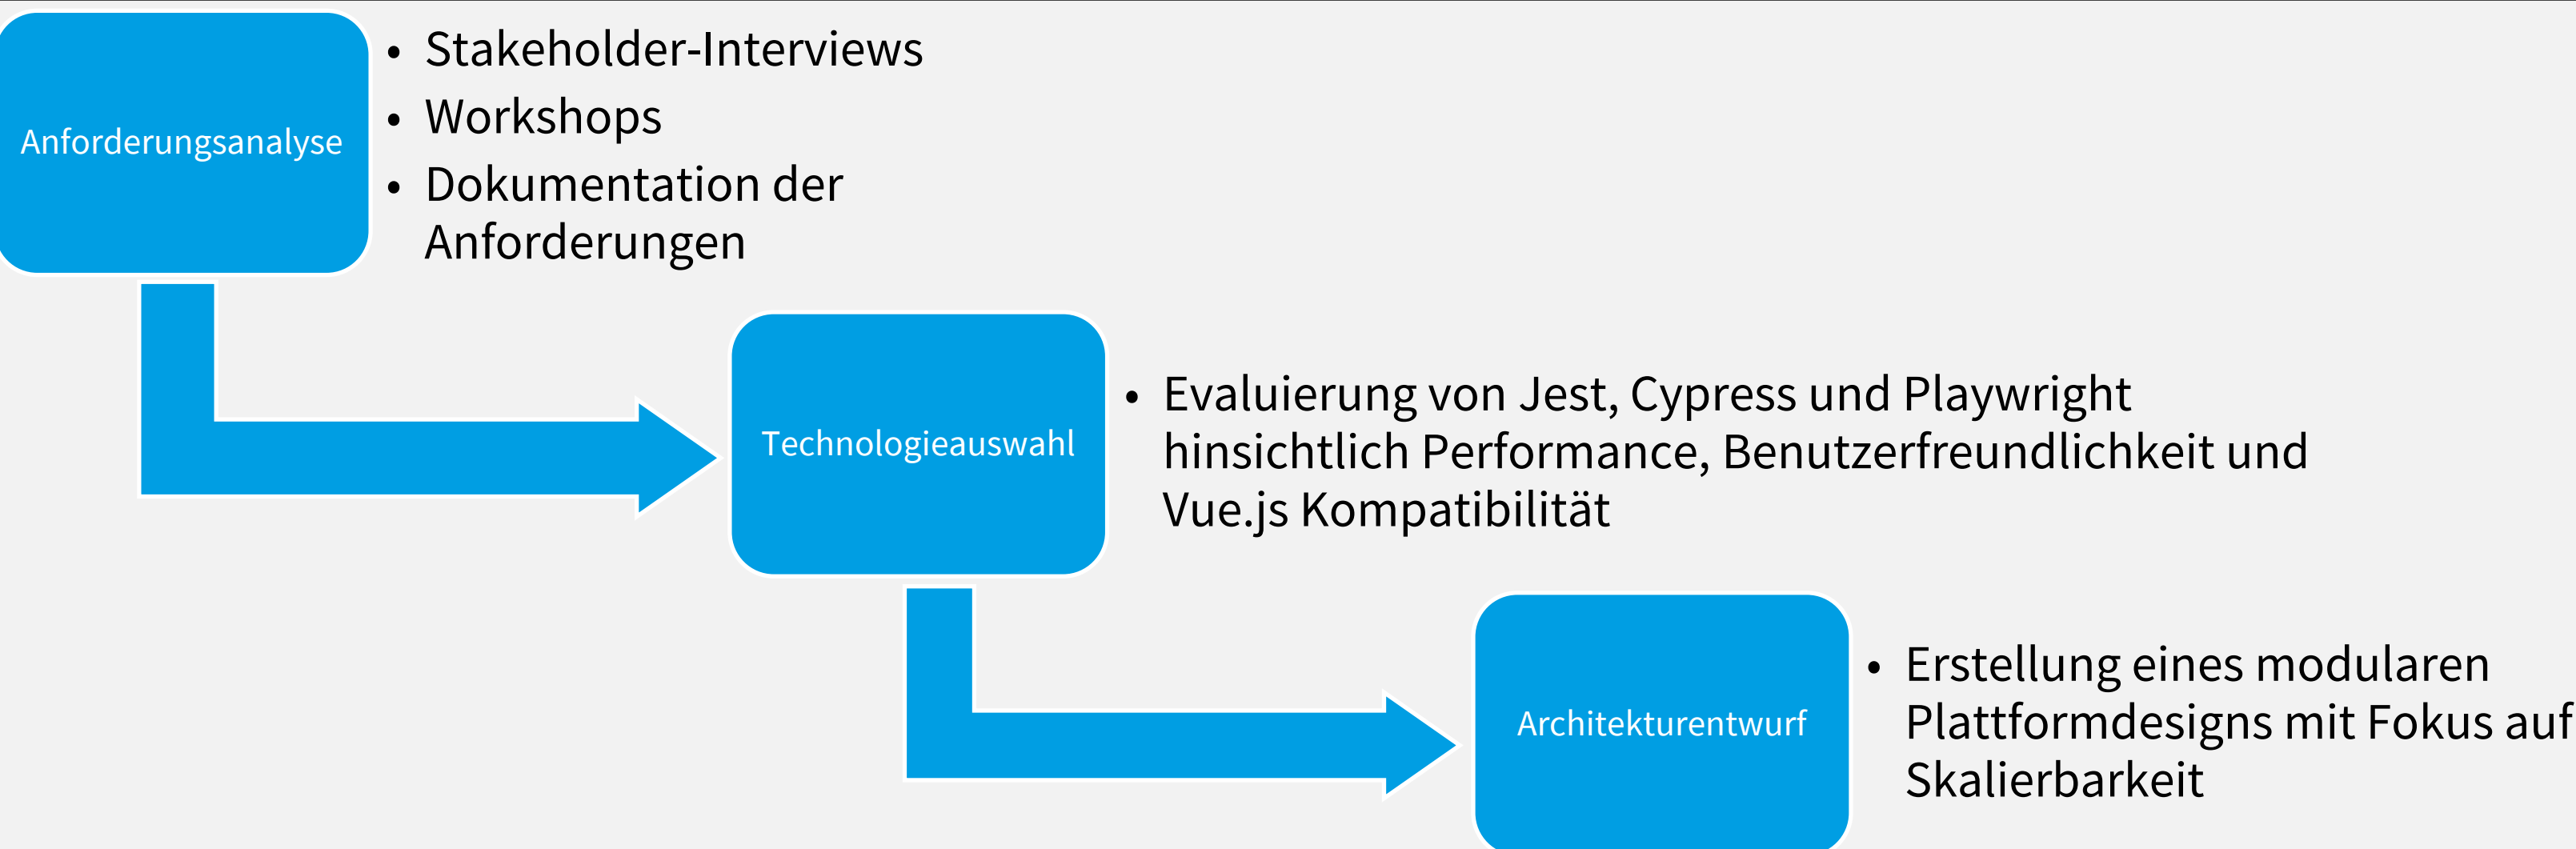 Anforderungsanalyse
• Stakeholder-Interviews
• Workshops
• Dokumentation der
Anforderungen
Technologieauswahl
• Evaluierung von Jest, Cypress und Playwright
hinsichtlich Performance, Benutzerfreundlichkeit und
Vue.js Kompatibilität
Architekturentwurf
• Erstellung eines modularen
Plattformdesigns mit Fokus auf
Skalierbarkeit